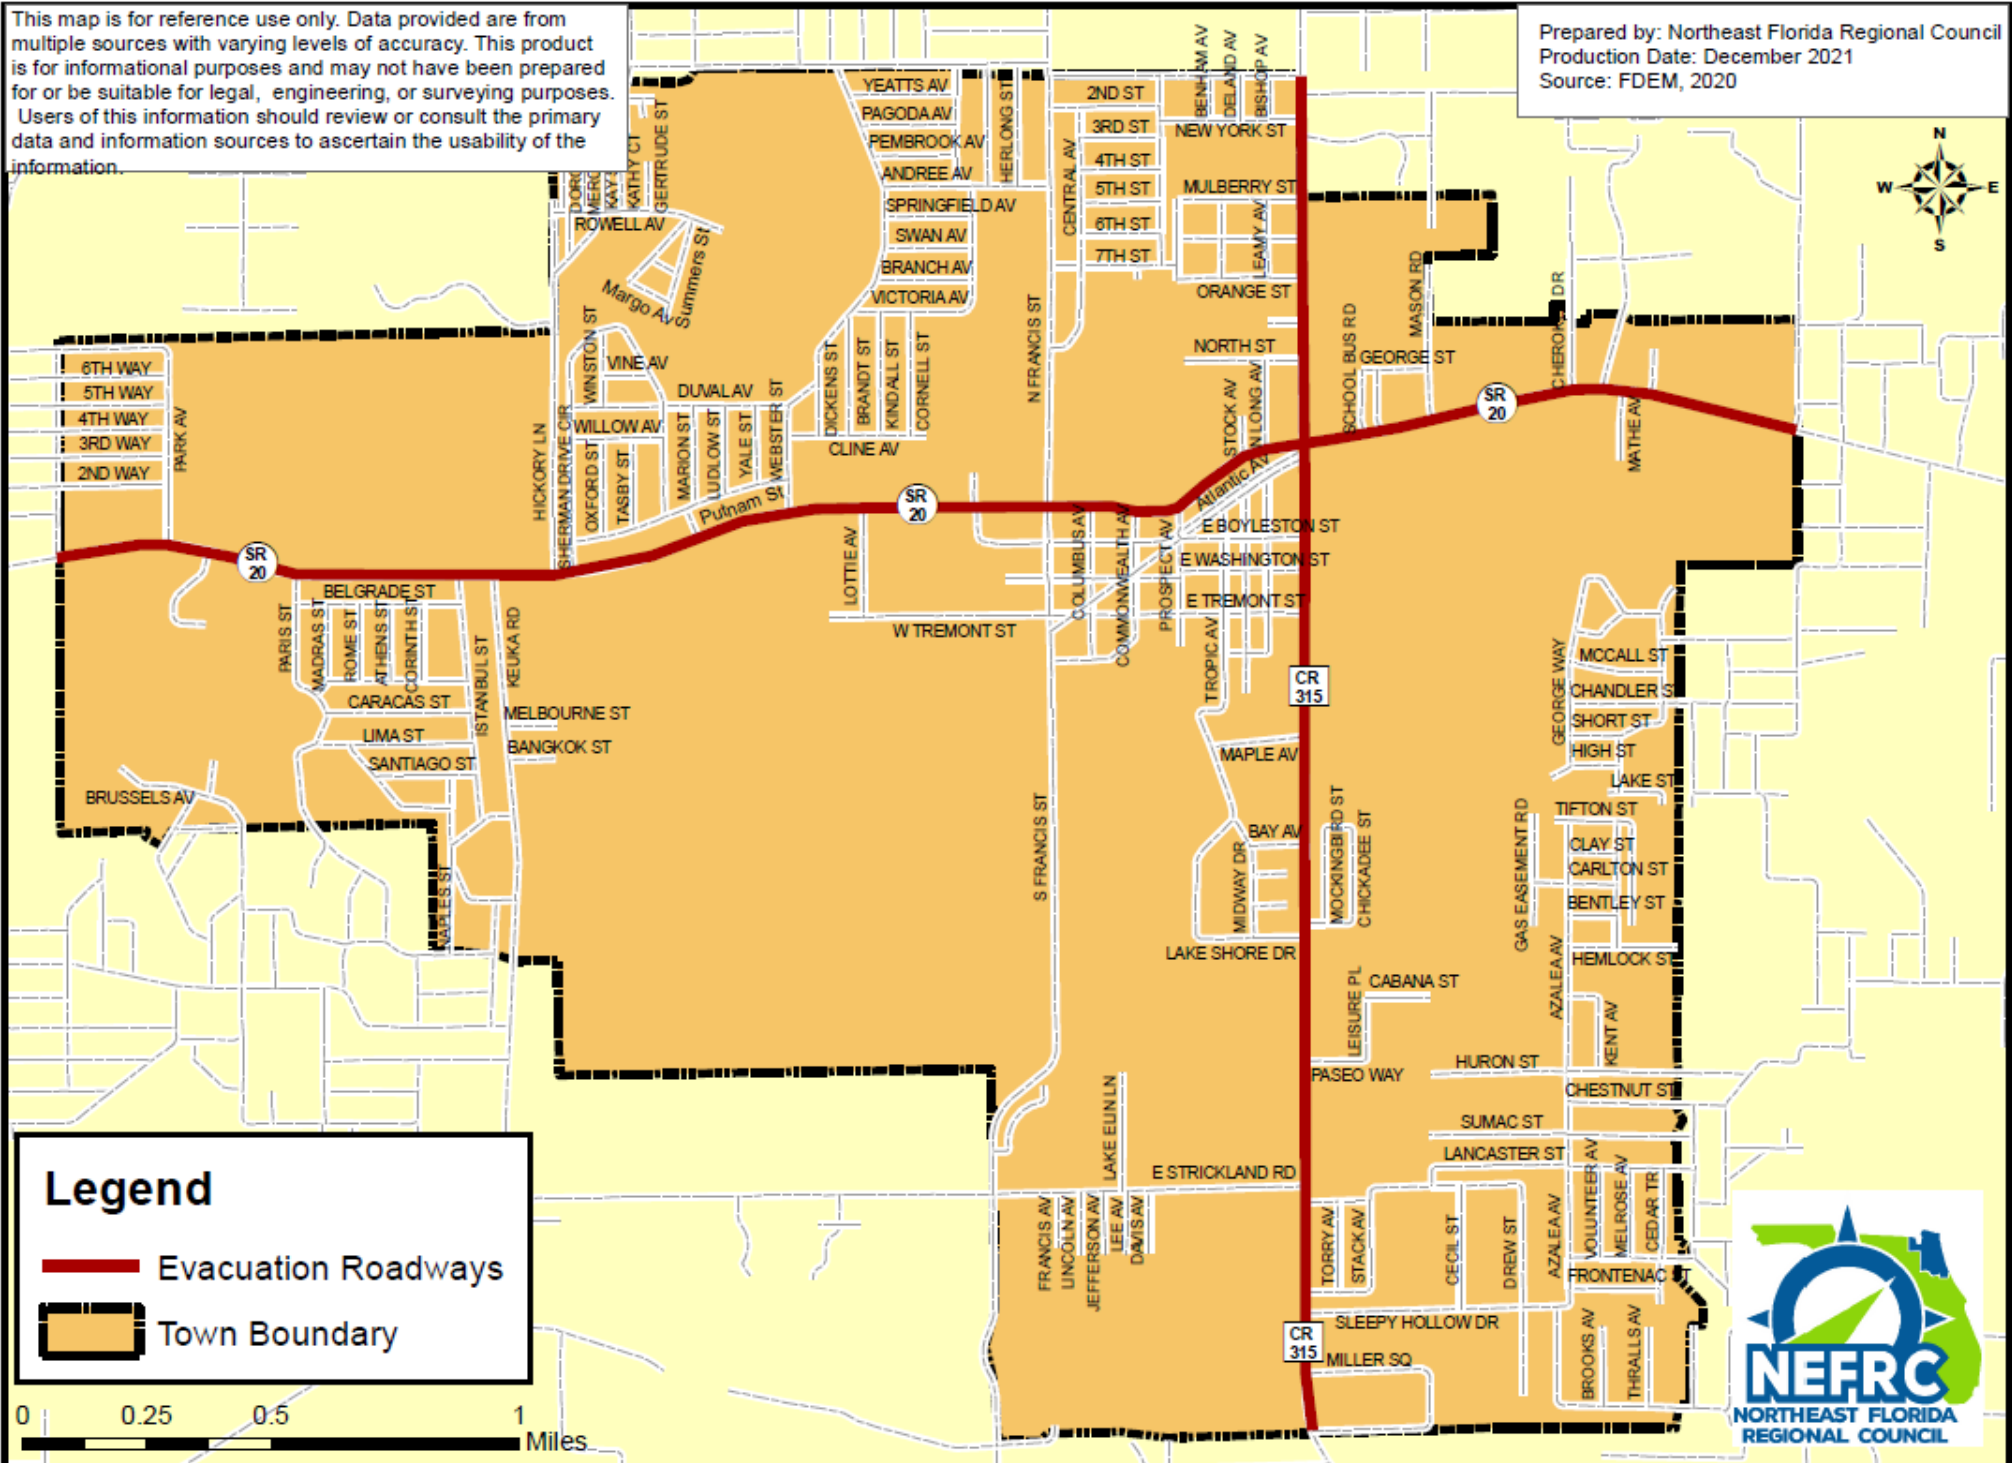 This map is for reference use only. Data provided are from
multiple sources with varying levels of accuracy. This product
is for informational purposes and may not have been prepared
for or be suitable for legal, engineering, or surveying purposes.
Users of this information should review or consult the primary
data and information sources to ascertain the usability of the
information.
Prepared by: Northeast Florida Regional Council
Production Date: December 2021
Source: FDEM, 2020
N
W
E
S
YEATTS AV
PAGODA AV
PEMBROOK AV
ANDREE AV
SPRINGFIELD AV
SWAN AV
BRANCH AV
VICTORIA AV
HERLONG ST
CENTRAL AV
2ND ST
3RD ST
4TH ST
5TH ST
6TH ST
7TH ST
BENHAM AV
DELAND AV
BISHOP AV
NEW YORK ST
MULBERRY ST
LEAMY AV
ORANGE ST
NORTH ST
KATHY CT
GERTRUDE ST
ROWELL AV
Summers St
Margo Av
WINSTON ST
VINE AV
DUVAL AV
WILLOW AV
OXFORD ST
TASBY ST
MARION ST
LUDLOW ST
YALE ST
WEBSTER ST
Putnam St
DICKENS ST
BRANDT ST
KINDALL ST
CORNELL ST
CLINE AV
N FRANCIS ST
STOCK AV
N LONG AV
Atlantic AV
SCHOOL BUS RD
MASON RD
GEORGE ST
DR
MATHE AV
SR
20
6TH WAY
5TH WAY
4TH WAY
3RD WAY
2ND WAY
PARK AV
HICKORY LN
SHERMAN DRIVE CIR
SR
20
SR
20
LOTTIE AV
COLUMBUS AV
COMMONWEALTH AV
PROSPECT AV
E BOYLESTON ST
E WASHINGTON ST
E TREMONT ST
W TREMONT ST
TROPIC AV
BELGRADE ST
PARIS ST
MADRAS ST
ROME ST
ATHENS ST
CORINTH ST
ISTANBUL ST
KEUKA RD
CARACAS ST
LIMA ST
SANTIAGO ST
MELBOURNE ST
BANGKOK ST
BRUSSELS AV
NAPLES ST
CR
315
MAPLE AV
BAY AV
MIDWAY DR
LAKE SHORE DR
MOCKINGBIRD ST
CHICKADEE ST
S FRANCIS ST
GEORGE WAY
MCCALL ST
CHANDLER ST
SHORT ST
HIGH ST
LAKE ST
TIFTON ST
CLAY ST
CARLTON ST
BENTLEY ST
HEMLOCK ST
GAS EASEMENT RD
AZALEA AV
KENT AV
LEISURE PL
CABANA ST
PASEO WAY
HURON ST
CHESTNUT ST
SUMAC ST
LANCASTER ST
LAKE ELIN LN
E STRICKLAND RD
FRANCIS AV
LINCOLN AV
JEFFERSON AV
LEE AV
DAVIS AV
TORRY AV
STACK AV
CECIL ST
DREW ST
AZALEA AV
VOLUNTEER AV
MELROSE AV
CEDAR TR
FRONTENAC ST
SLEEPY HOLLOW DR
CR
315
MILLER SQ
BROOKS AV
THRALLS AV
Legend
Evacuation Roadways
Town Boundary
0 0.25 0.5 1
Miles
NEFRC
NORTHEAST FLORIDA
REGIONAL COUNCIL